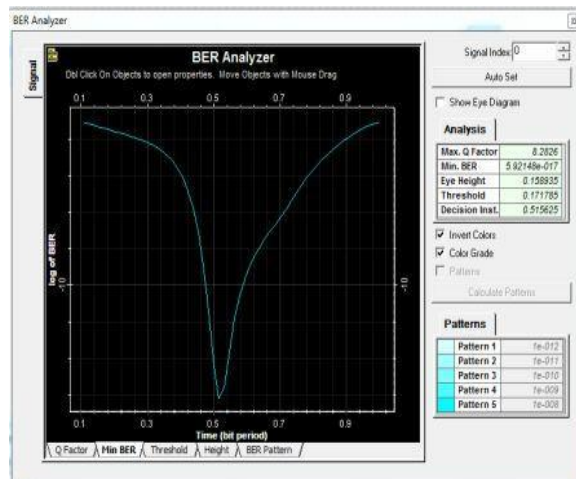 BER Analyzer
Signal
BER Analyzer
Dbl Click On Objects to open properties. Move Objects with Mouse Drag
0.1 0.3 0.5 0.7 0.9
log of BER
-10
-10
0.1 0.3 0.5 0.7 0.9
Time (bit period)
Q Factor Min BER Threshold Height BER Pattern
Signal Index: 0
Auto Set
Show Eye Diagram
Analysis
Max. Q Factor 8.2826
Min. BER 5.92148e-017
Eye Height 0.158935
Threshold 0.171785
Decision Inst. 0.515625
Invert Colors
Color Grade
Patterns
Calculate Patterns
Patterns
Pattern 1 1e-012
Pattern 2 1e-011
Pattern 3 1e-010
Pattern 4 1e-009
Pattern 5 1e-008